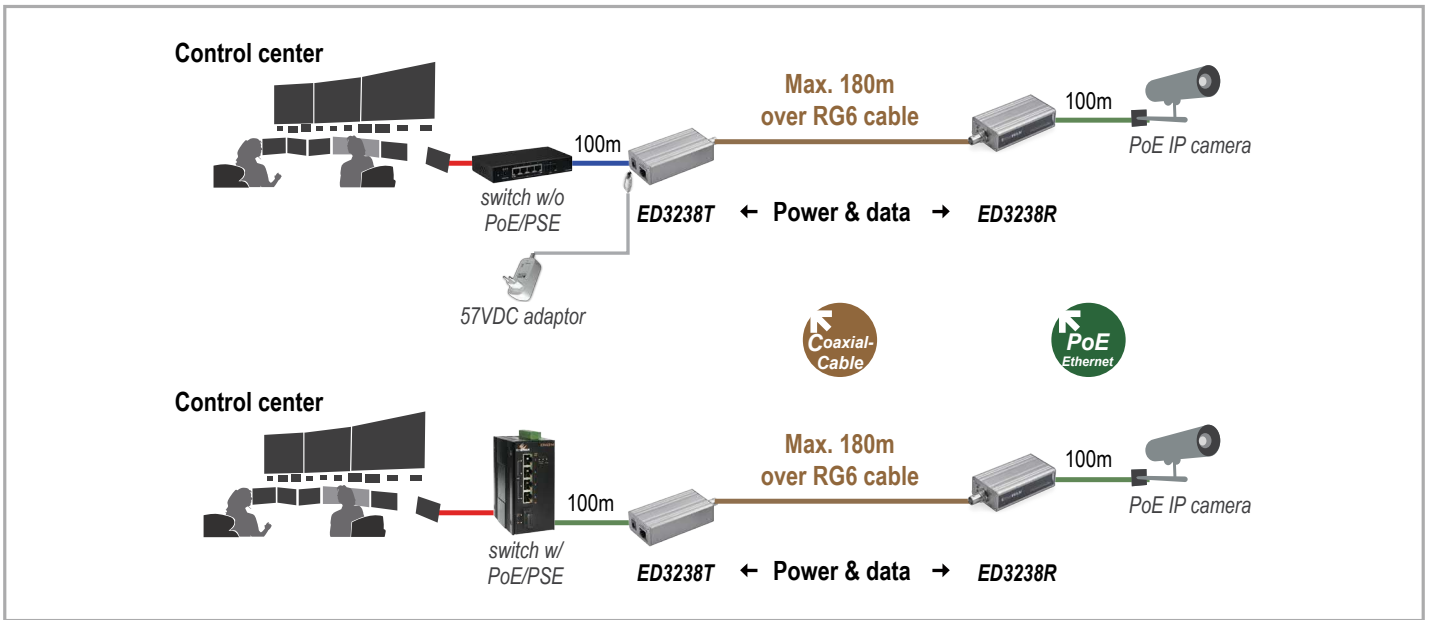 Control center
Max. 180m
over RG6 cable
100m
100m
PoE IP camera
switch w/o
PoE/PSE
ED3238T ← Power & data → ED3238R
57VDC adaptor
Coaxial-
Cable
PoE
Ethernet
Control center
Max. 180m
over RG6 cable
100m
100m
PoE IP camera
switch w/
PoE/PSE
ED3238T ← Power & data → ED3238R